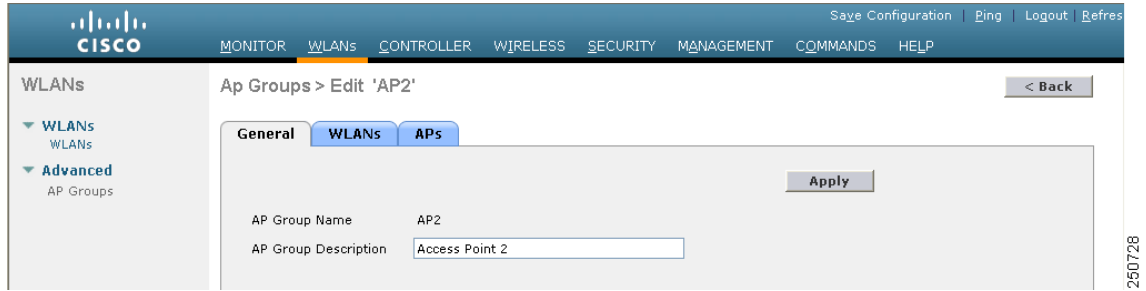 Save Configuration | Ping | Logout | Refres
CISCO
MONITOR WLANs CONTROLLER WIRELESS SECURITY MANAGEMENT COMMANDS HELP
WLANs
Ap Groups > Edit 'AP2'
< Back
WLANs
WLANs
Advanced
AP Groups
General WLANs APs
Apply
AP Group Name AP2
AP Group Description Access Point 2
250728